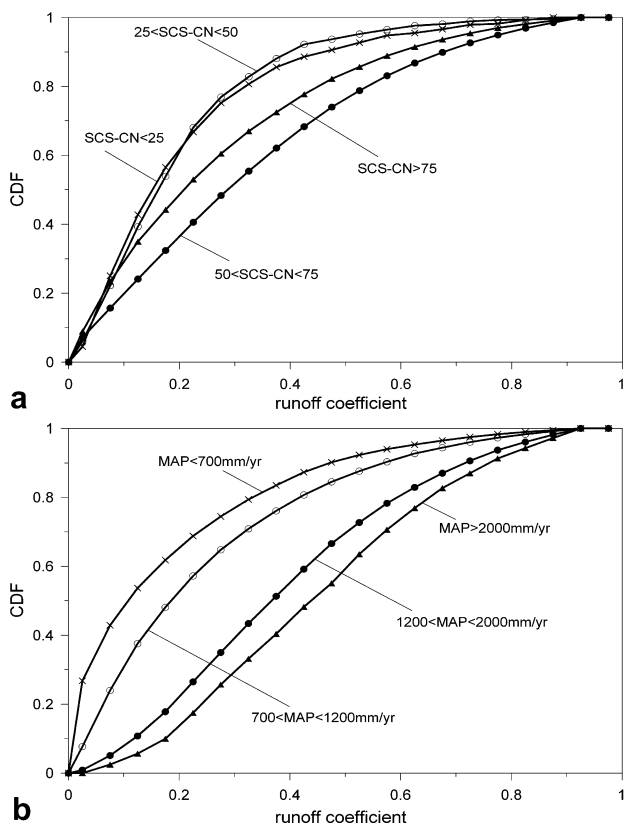 1
25<SCS-CN<50
0.8
SCS-CN<25
0.6
CDF
SCS-CN>75
0.4
50<SCS-CN<75
0.2
0
0 0.2 0.4 0.6 0.8 1
a
runoff coefficient
1
MAP<700mm/yr
0.8
MAP>2000mm/yr
0.6
CDF
1200<MAP<2000mm/yr
0.4
700<MAP<1200mm/yr
0.2
0
0 0.2 0.4 0.6 0.8 1
b
runoff coefficient